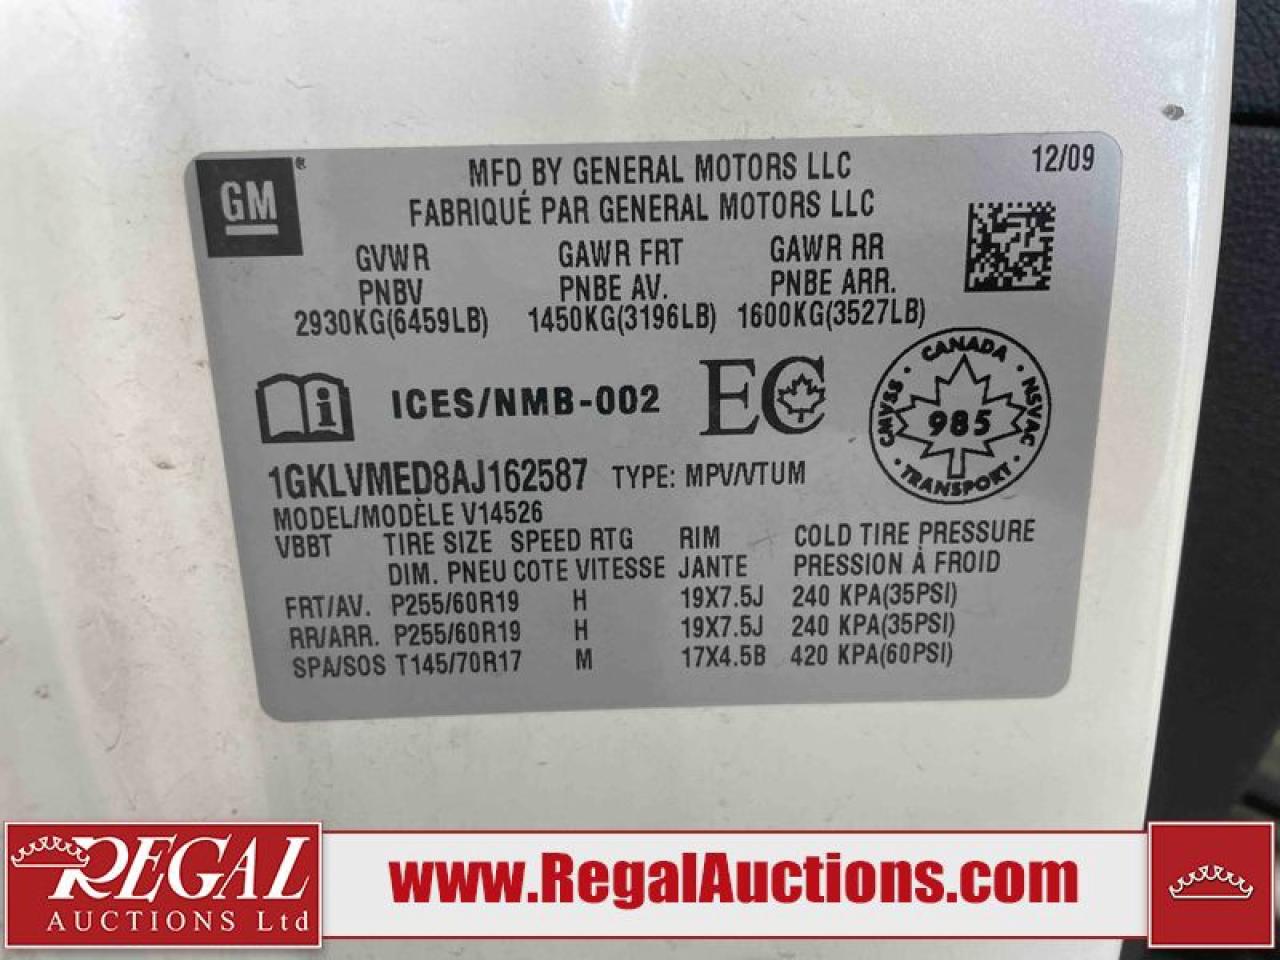 GM
®
MFD BY GENERAL MOTORS LLC
12/09
FABRIQUÉ PAR GENERAL MOTORS LLC
GVWR GAWR FRT GAWR RR
PNBV PNBE AV. PNBE ARR.
2930KG(6459LB) 1450KG(3196LB) 1600KG(3527LB)
i ICES/NMB-002 EC
CANADA
CMVSS NSVAC
985
TRANSPORT
1GKLVMED8AJ162587 TYPE: MPV/VTUM
MODEL/MODÈLE V14526
VBBT TIRE SIZE SPEED RTG RIM COLD TIRE PRESSURE
DIM. PNEU COTE VITESSE JANTE PRESSION À FROID
FRT/AV. P255/60R19 H 19X7.5J 240 KPA(35PSI)
RR/ARR. P255/60R19 H 19X7.5J 240 KPA(35PSI)
SPA/SOS T145/70R17 M 17X4.5B 420 KPA(60PSI)
REGAL
AUCTIONS Ltd
www.RegalAuctions.com